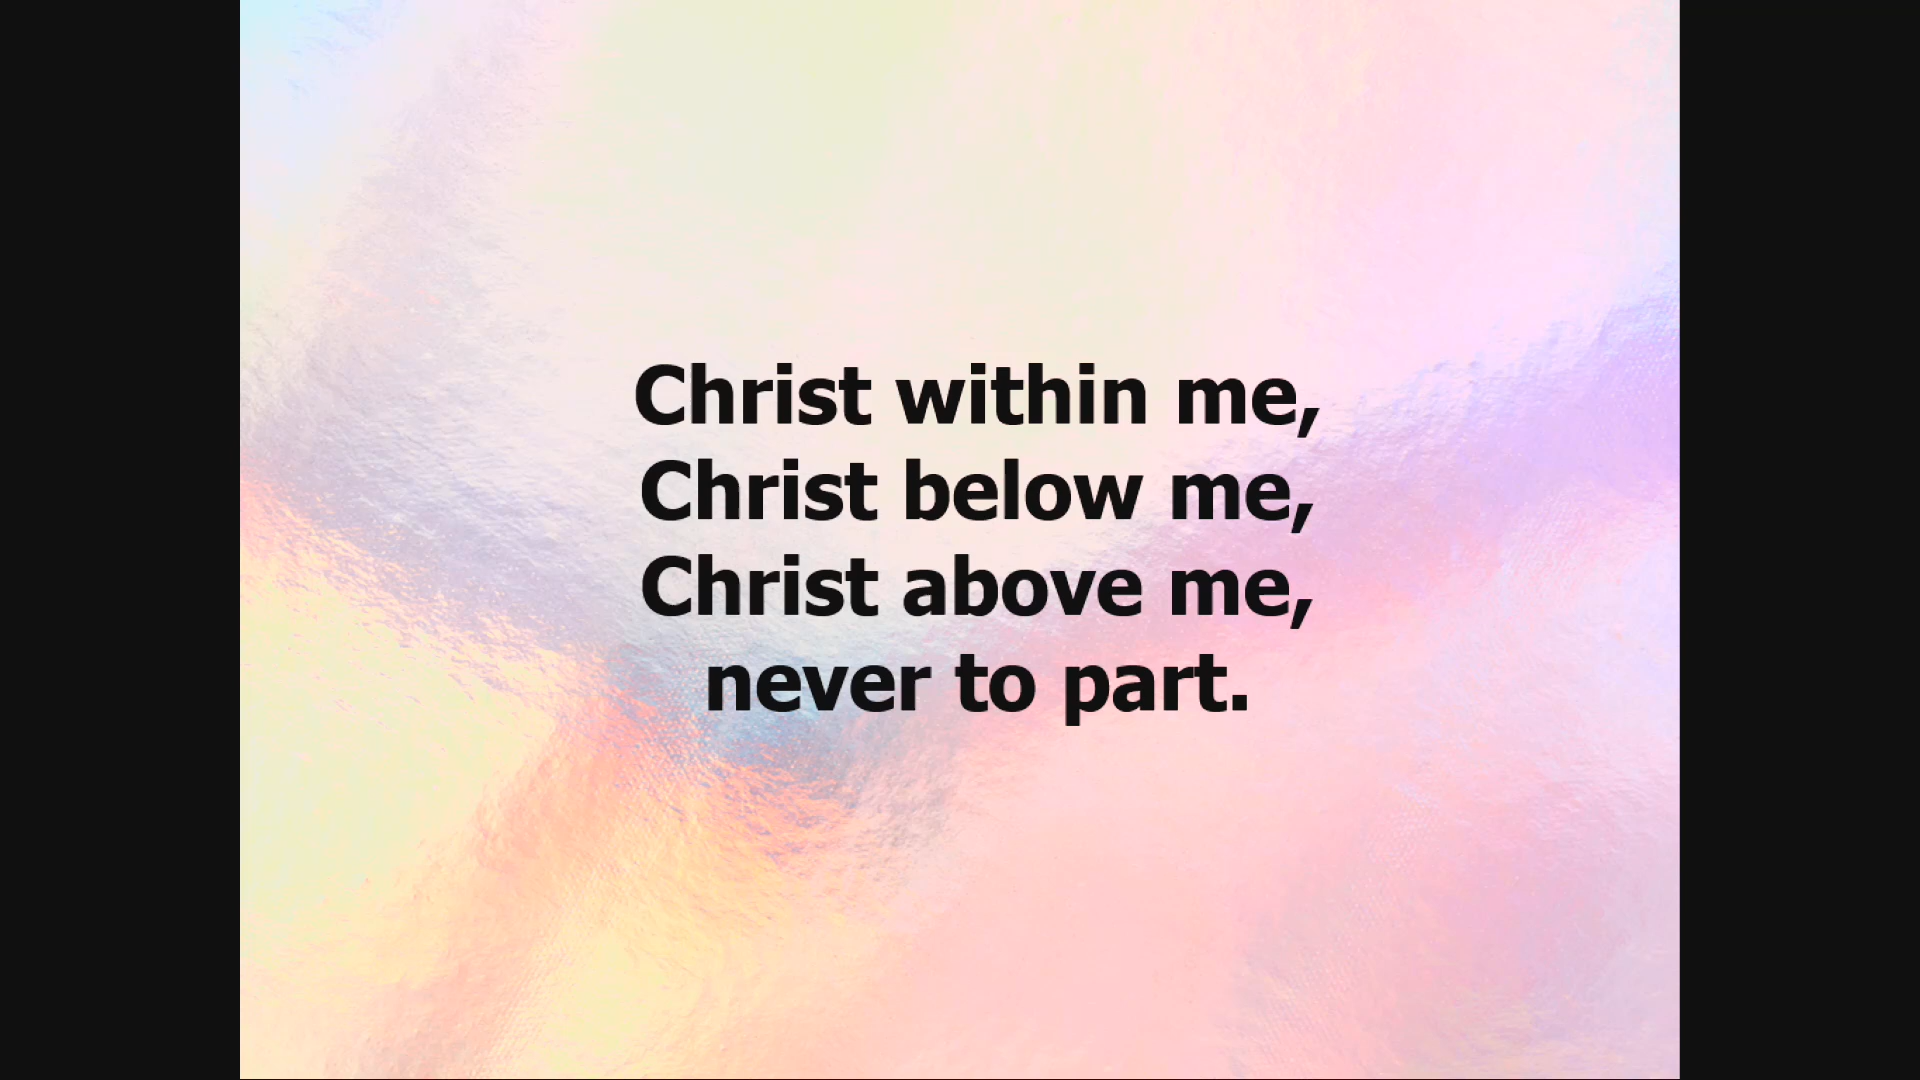 Christ within me,
Christ below me,
Christ above me,
never to part.